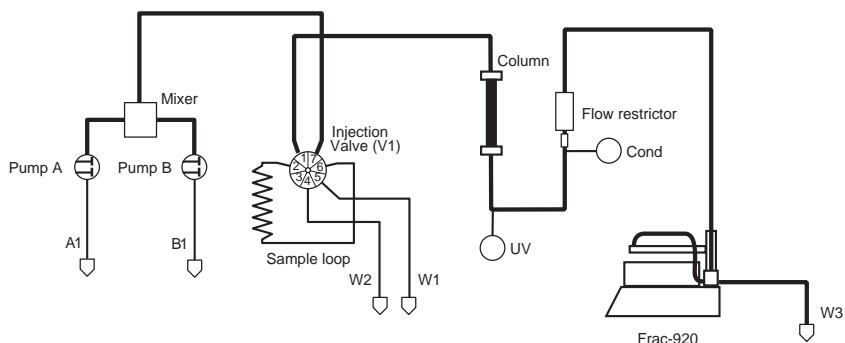 Column
Mixer
Flow restrictor
Injection
Valve (V1)
Pump A
Pump B
Cond
1 7
2 6
3 5
4
A1
B1
UV
Sample loop
W2
W1
W3
Frac-920